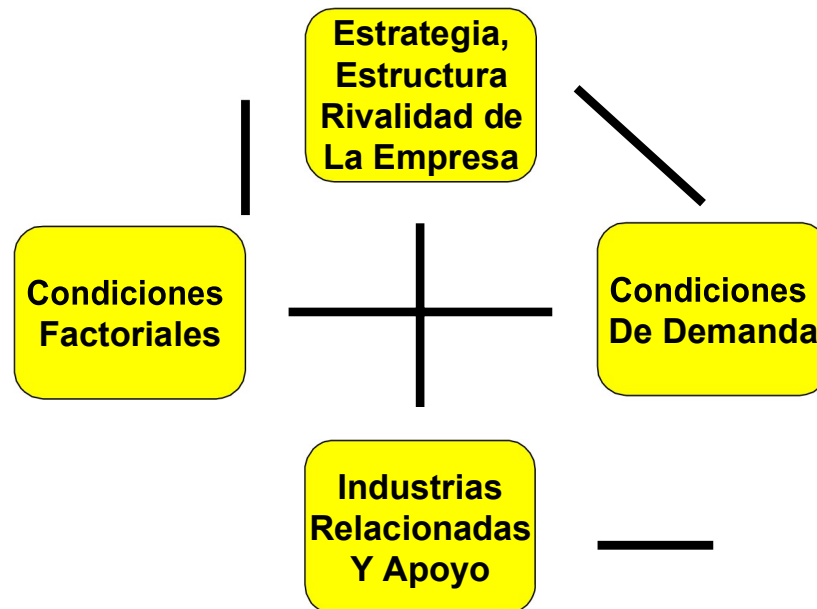 Estrategia,
Estructura
Rivalidad de
La Empresa
Condiciones
Factoriales
Condiciones
De Demanda
Industrias
Relacionadas
Y Apoyo